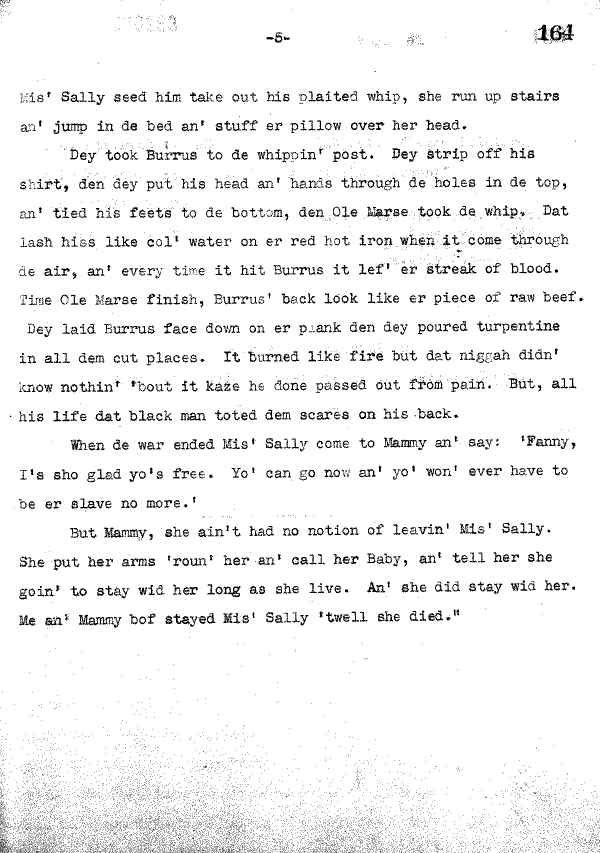 -5-
164
Mis' Sally seed him take out his plaited whip, she run up stairs
an' jump in de bed an' stuff er pillow over her head.
Dey took Burrus to de whippin' post. Dey strip off his
shirt, den dey put his head an' hands through de holes in de top,
an' tied his feets to de bottom, den Ole Marse took de whip. Dat
lash hiss like col' water on er red hot iron when it come through
de air, an' every time it hit Burrus it lef' er streak of blood.
Time Ole Marse finish, Burrus' back look like er piece of raw beef.
Dey laid Burrus face down on er plank den dey poured turpentine
in all dem cut places. It burned like fire but dat niggah didn'
know nothin' 'bout it kaze he done passed out from pain. But, all
his life dat black man toted dem scares on his back.
When de war ended Mis' Sally come to Mammy an' say: 'Fanny,
I's sho glad yo's free. Yo' can go now an' yo' won' ever have to
be er slave no more.'
But Mammy, she ain't had no notion of leavin' Mis' Sally.
She put her arms 'roun' her an' call her Baby, an' tell her she
goin' to stay wid her long as she live. An' she did stay wid her.
Me an' Mammy bof stayed Mis' Sally 'twell she died."